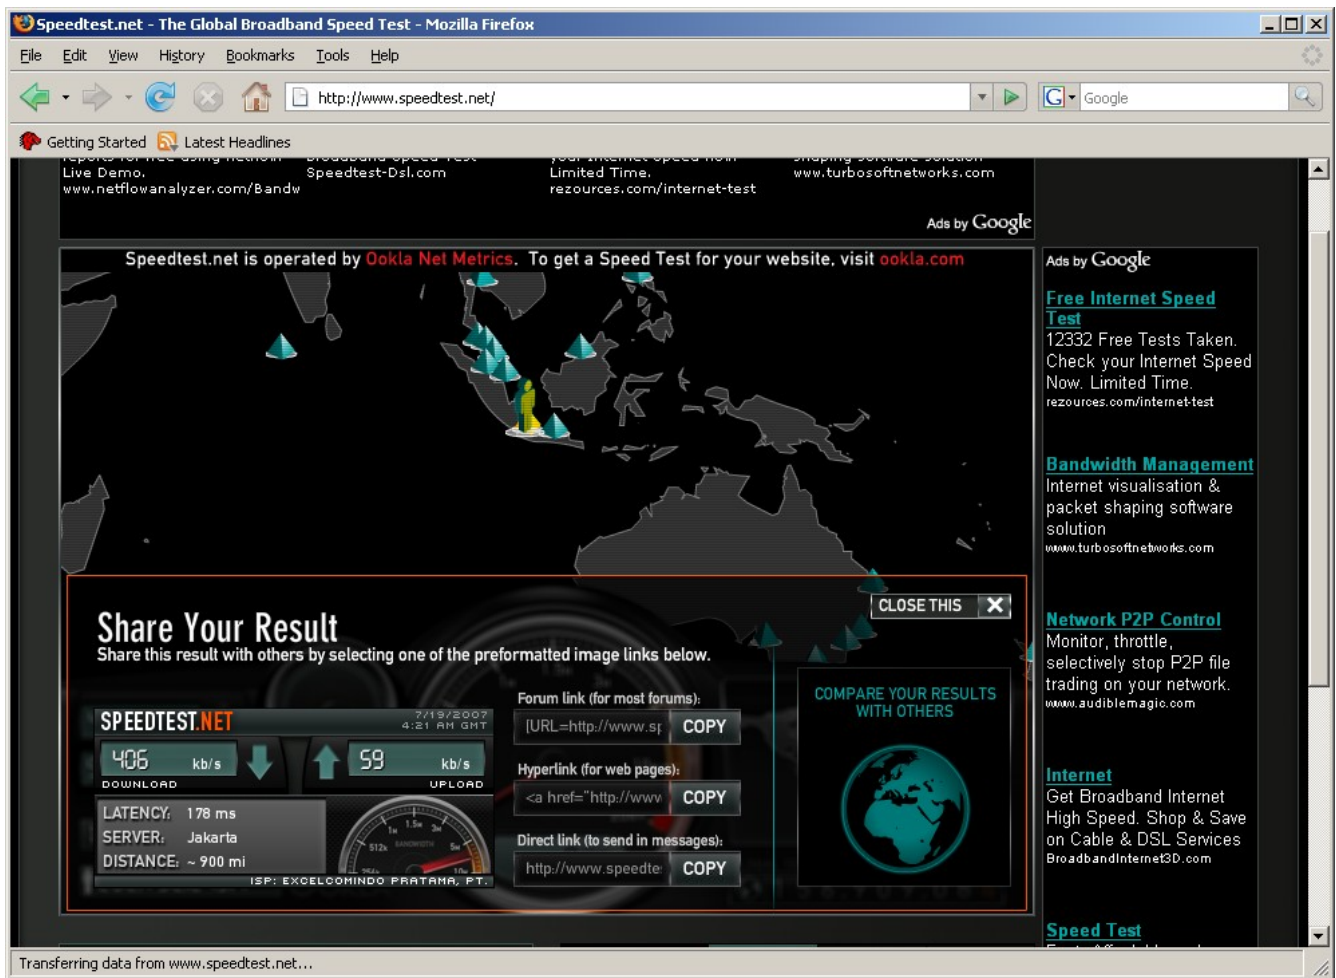 Speedtest.net - The Global Broadband Speed Test - Mozilla Firefox
File Edit View History Bookmarks Tools Help
http://www.speedtest.net/
Google
Getting Started Latest Headlines
Live Demo.
www.netflowanalyzer.com/Bandw
Speedtest-Dsl.com
Limited Time.
rezources.com/internet-test
www.turbosoftnetworks.com
Ads by Google
Speedtest.net is operated by Ookla Net Metrics. To get a Speed Test for your website, visit ookla.com
Share Your Result
Share this result with others by selecting one of the preformatted image links below.
CLOSE THIS X
SPEEDTEST.NET
7/19/2007
4:21 AM GMT
406 kb/s
DOWNLOAD
59 kb/s
UPLOAD
LATENCY: 178 ms
SERVER: Jakarta
DISTANCE: ~ 900 mi
512k 1M 1.5M 3M 5M 10M
BANDWIDTH
ISP: EXCELCOMINDO PRATAMA, PT.
Forum link (for most forums):
[URL=http://www.sp COPY
Hyperlink (for web pages):
<a href="http://www COPY
Direct link (to send in messages):
http://www.speedte COPY
COMPARE YOUR RESULTS
WITH OTHERS
Ads by Google
Free Internet Speed
Test
12332 Free Tests Taken.
Check your Internet Speed
Now. Limited Time.
rezources.com/internet-test
Bandwidth Management
Internet visualisation &
packet shaping software
solution
www.turbosoftnetworks.com
Network P2P Control
Monitor, throttle,
selectively stop P2P file
trading on your network.
www.audiblemagic.com
Internet
Get Broadband Internet
High Speed. Shop & Save
on Cable & DSL Services
BroadbandInternet3D.com
Speed Test
Transferring data from www.speedtest.net...